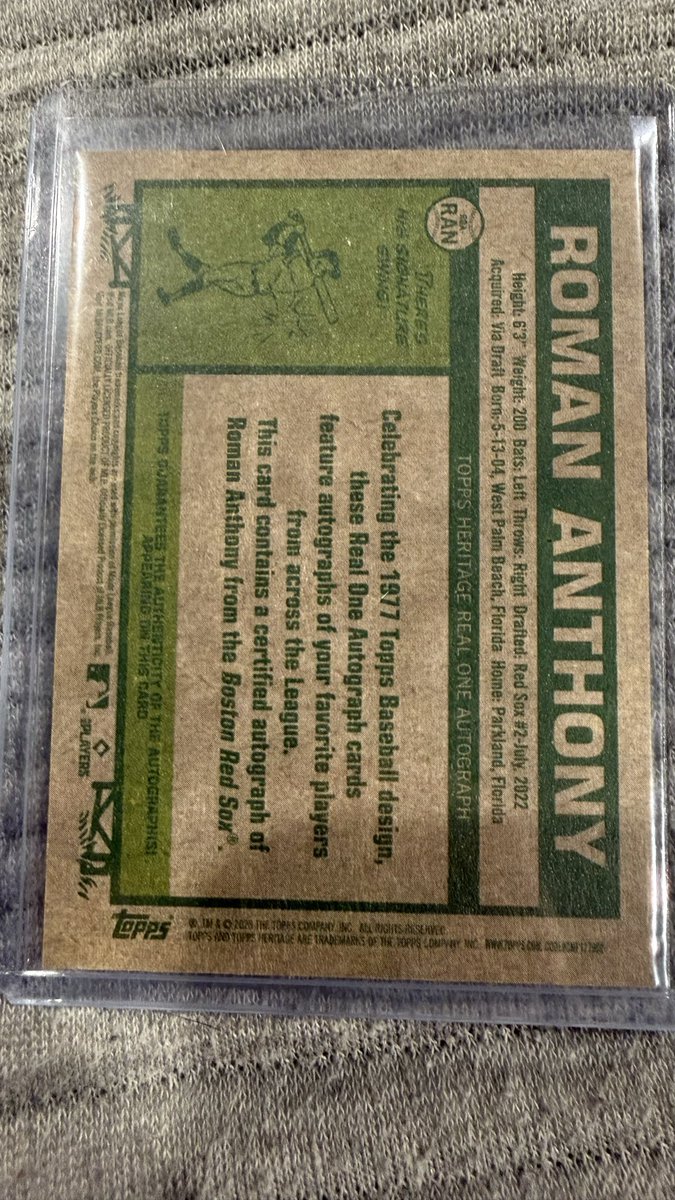 ROMAN ANTHONY
Height: 6'3" Weight: 200 Bats: Left Throws: Right Drafted: Red Sox #2-July, 2022
Acquired: Via Draft Born: 5-13-04, West Palm Beach, Florida Home: Parkland, Florida
RAN
TOPPS HERITAGE REAL ONE AUTOGRAPH
THERE'S
HIS SIGNATURE
SWING!
Celebrating the 1977 Topps Baseball design,
these Real One Autograph cards
feature autographs of your favorite players
from across the League.
This card contains a certified autograph of
Roman Anthony from the Boston Red Sox®.
TOPPS GUARANTEES THE AUTHENTICITY OF THE AUTOGRAPH(S)
APPEARING ON THIS CARD
PLAYERS
topps
®, TM & © 2026 THE TOPPS COMPANY, INC. ALL RIGHTS RESERVED.
TOPPS AND TOPPS HERITAGE ARE TRADEMARKS OF THE TOPPS COMPANY, INC. WWW.TOPPS.COM